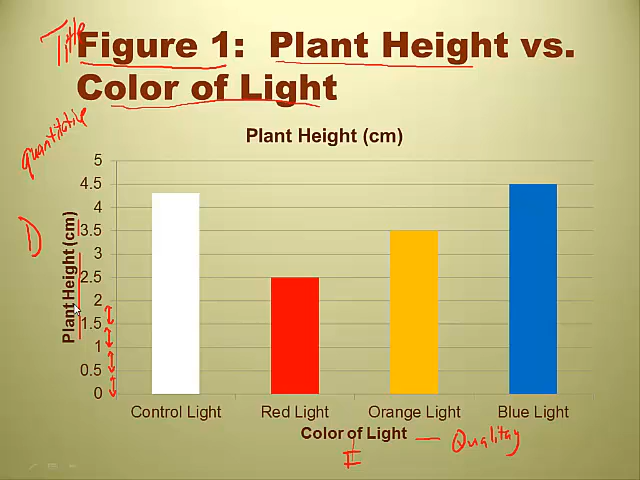 Title
Figure 1: Plant Height vs.
Color of Light
quantitative
Plant Height (cm)
5
4.5
4
3.5
3
2.5
2
1.5
1
0.5
0
D
Plant Height (cm)
Control Light
Red Light
Orange Light
Blue Light
Color of Light
I